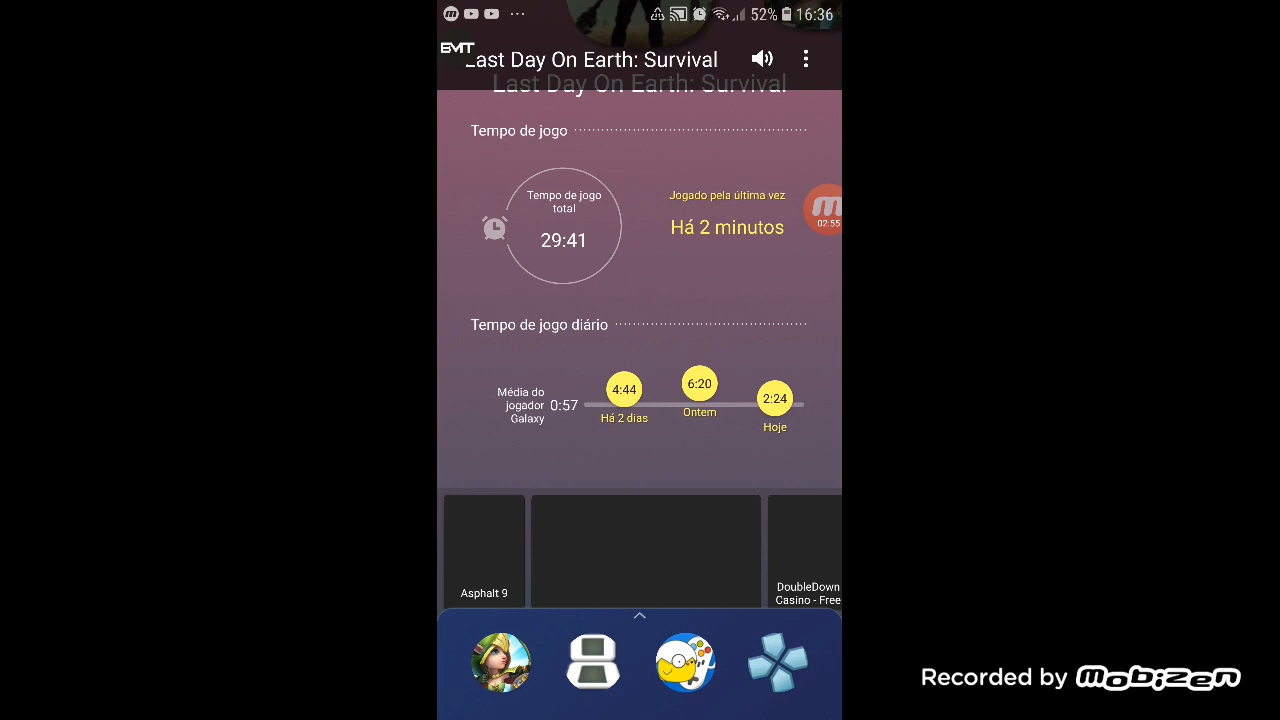 52% 16:36
EMT
Last Day On Earth: Survival
Last Day On Earth: Survival
Tempo de jogo
Tempo de jogo
total
29:41
Jogado pela última vez
Há 2 minutos
02:55
Tempo de jogo diário
Média do
jogador
Galaxy
0:57
4:44
Há 2 dias
6:20
Ontem
2:24
Hoje
Asphalt 9
DoubleDown
Casino - Free
Recorded by mobizen